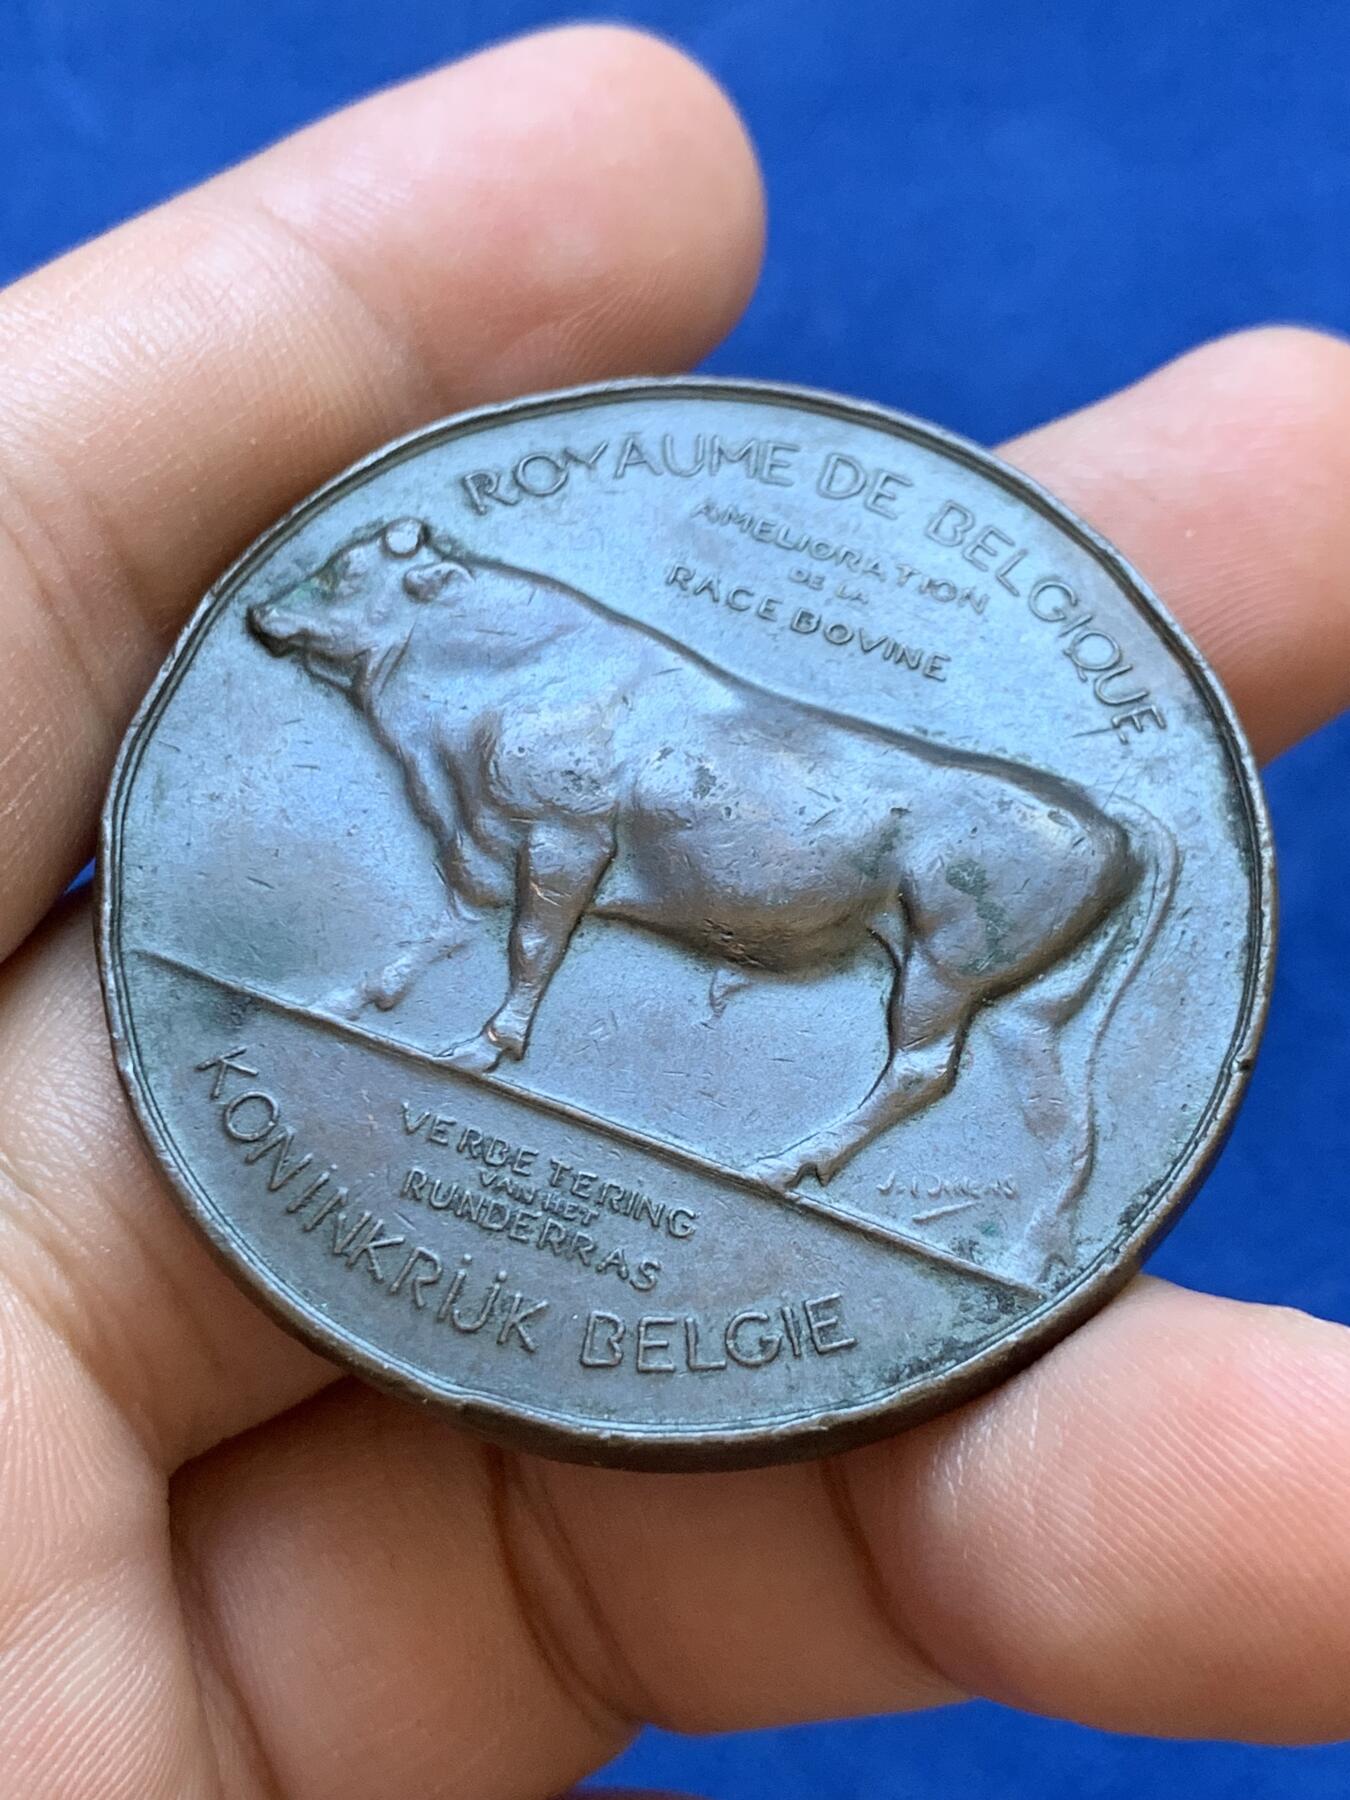 ROYAUME DE BELGIQUE
AMELIORATION
DE LA
RACE BOVINE
VERBETERING
VAN HET
RUNDERRAS
KONINKRIJK BELGIE